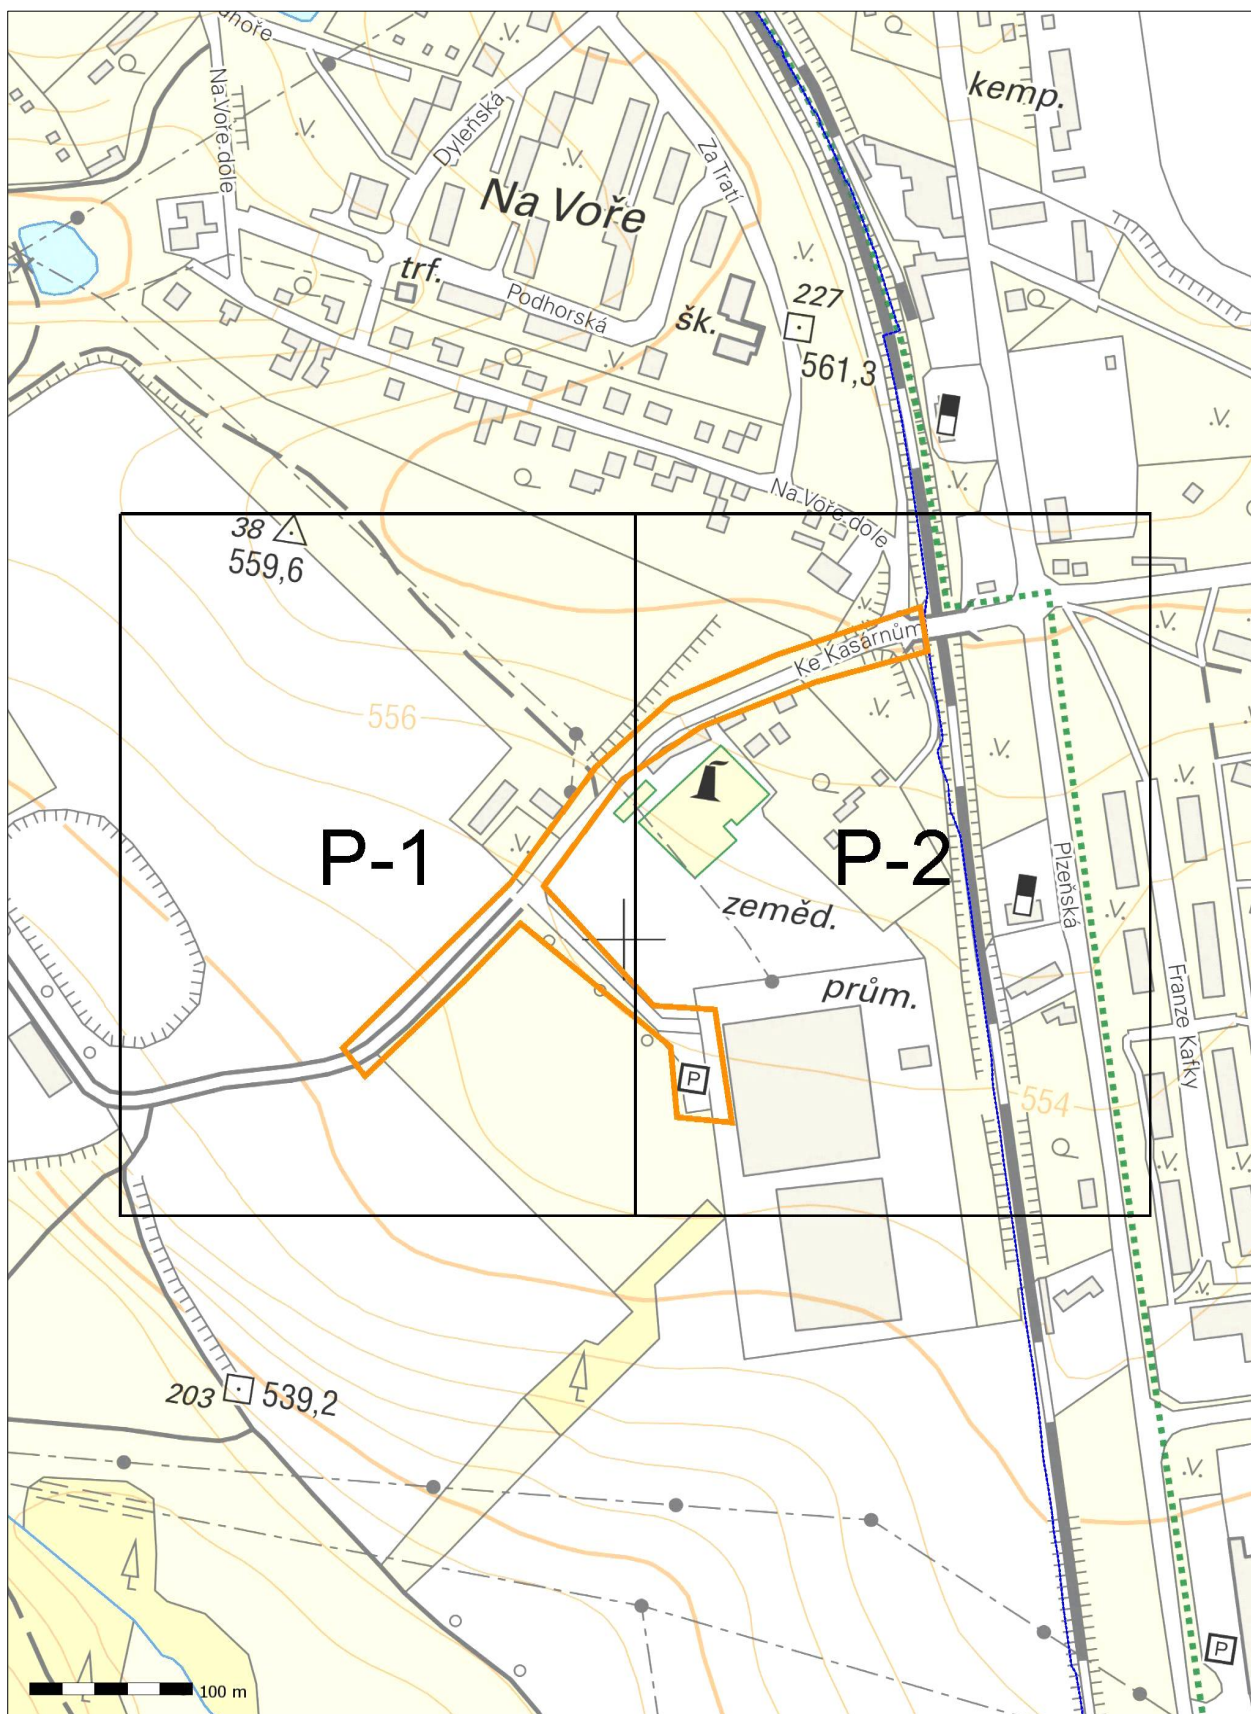 kemp.
Na Voře dole
Dyleňská
Za Tratí
Na Voře
trf.
Podhorská
šk.
227
561,3
Na Voře dole
38
559,6
Ke Kasárnům
556
P-1
P-2
Plzeňská
zeměd.
prům.
Franze Kafky
P
554
203
539,2
P
100 m